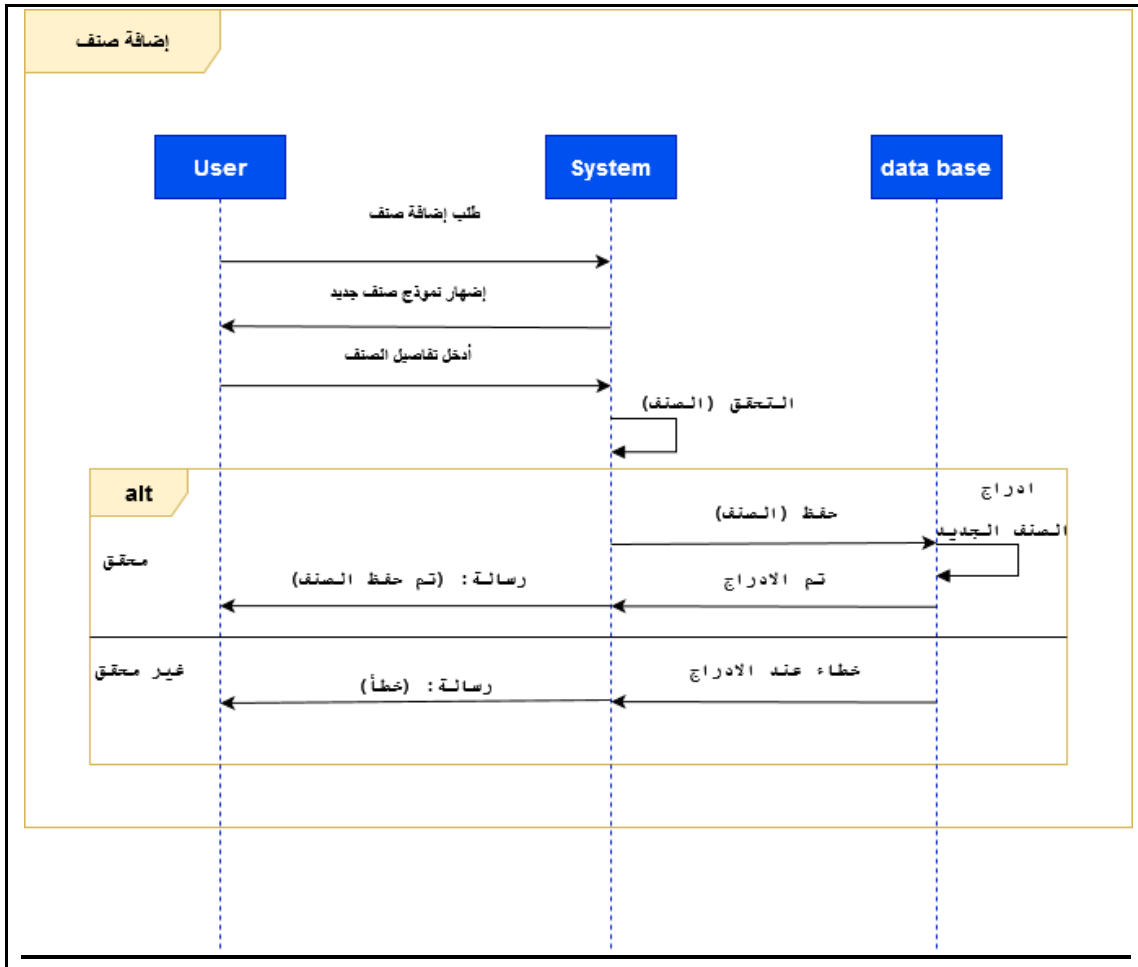 إضافة صنف
User
System
data base
طلب إضافة صنف
إضهار نموذج صنف جديد
أدخل تفاصيل الصنف
التحقق (الصنف)
alt
ادراج
الصنف الجديد
حفظ (الصنف)
محقق
رسالة: (تم حفظ الصنف)
تم الادراج
غير محقق
خطاء عند الادراج
رسالة: (خطأ)